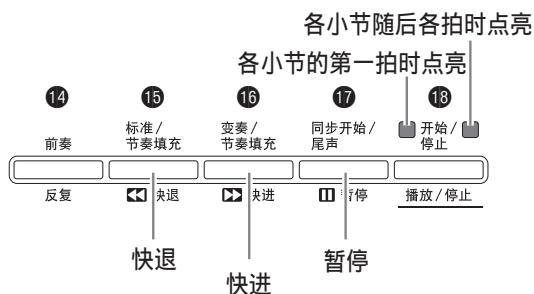 各小节随后各拍时点亮
各小节的第一拍时点亮
⓮ ⓯ ⓰ ⓱ ⓲
前奏
标准/
节奏填充
变奏/
节奏填充
同步开始/
尾声
开始/
停止
反复
快退
快进
暂停
播放/停止
快退
快进
暂停